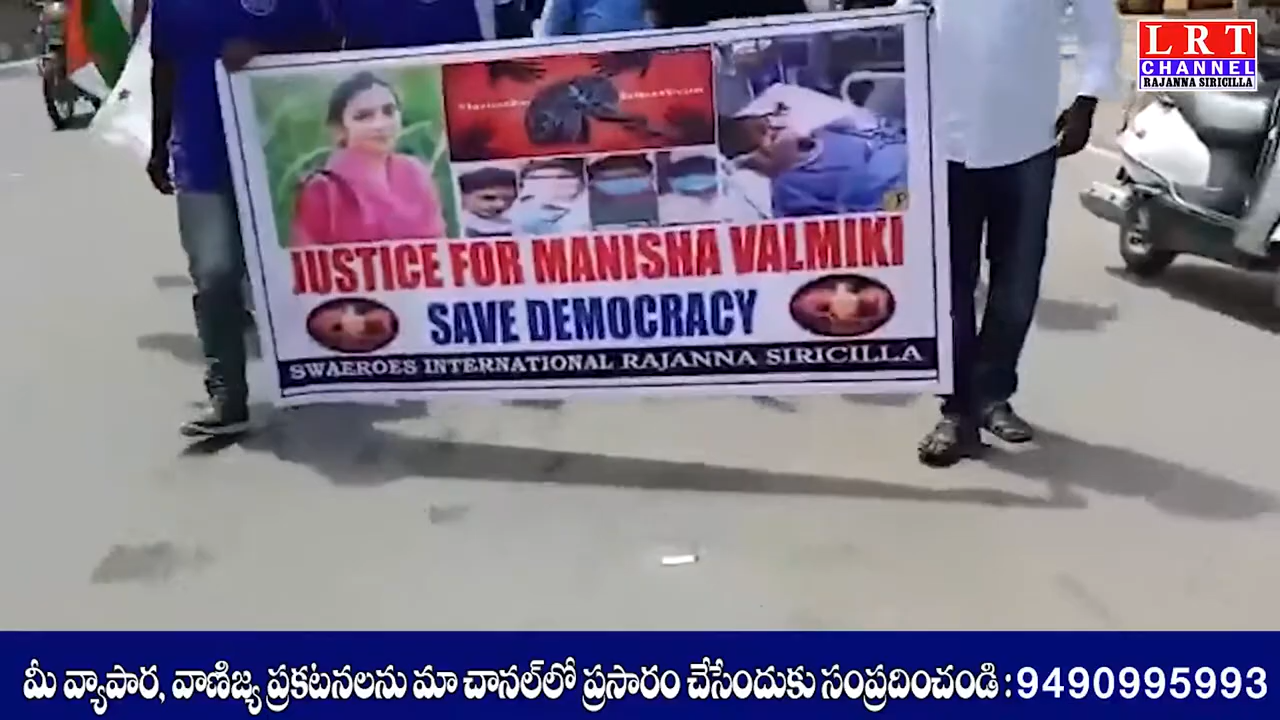 LRT
CHANNEL
RAJANNA SIRICILLA
JUSTICE FOR MANISHA VALMIKI
SAVE DEMOCRACY
SWAEROES INTERNATIONAL RAJANNA SIRICILLA
మీ వ్యాపార, వాణిజ్య ప్రకటనలను మా చానల్‌లో ప్రసారం చేసేందుకు సంప్రదించండి :9490995993